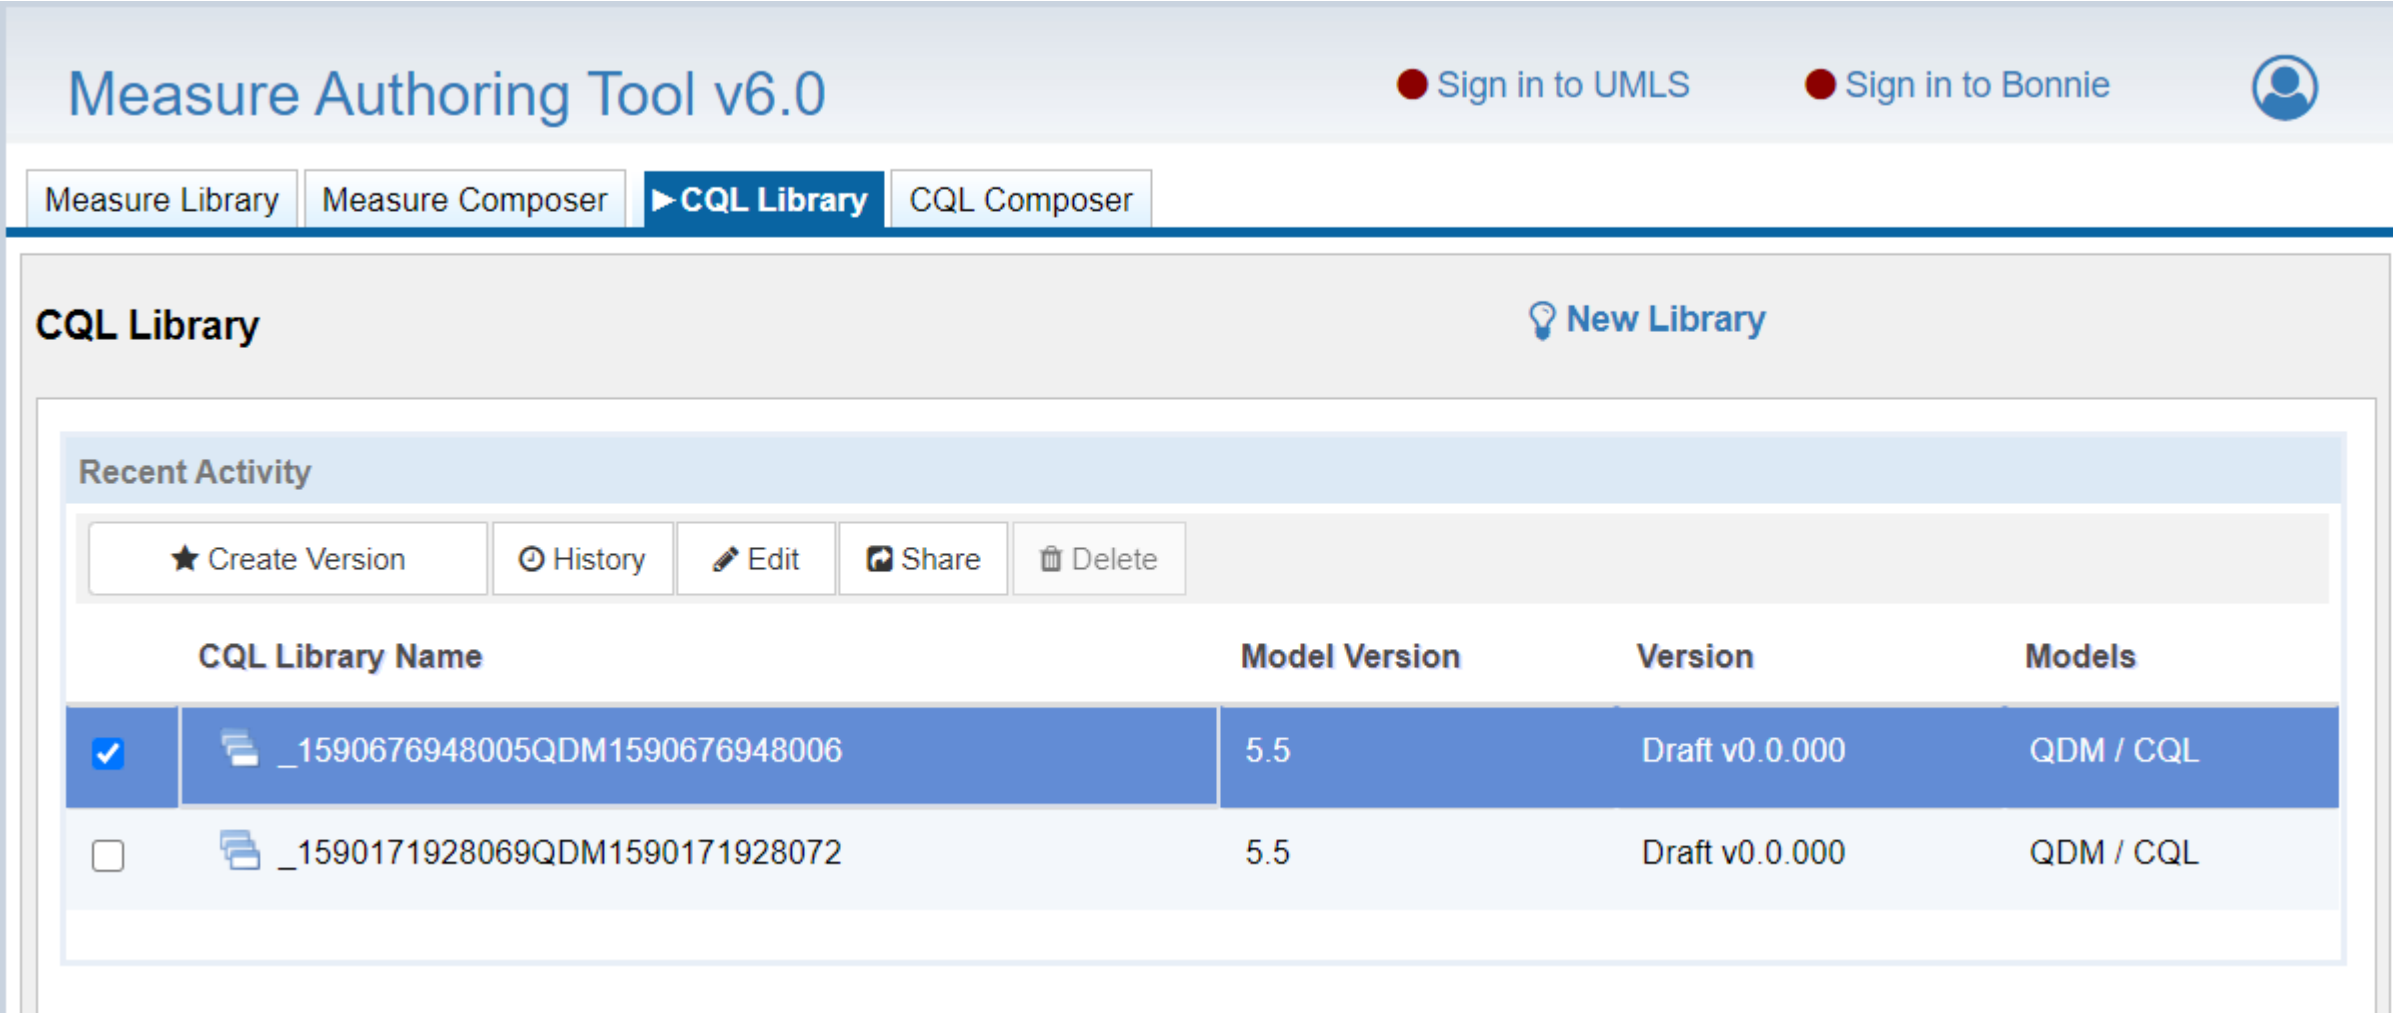 Measure Authoring Tool v6.0
Sign in to UMLS
Sign in to Bonnie
Measure Library
Measure Composer
CQL Library
CQL Composer
CQL Library
New Library
Recent Activity
Create Version
History
Edit
Share
Delete
CQL Library Name Model Version Version Models
_1590676948005QDM1590676948006 5.5 Draft v0.0.000 QDM / CQL
_1590171928069QDM1590171928072 5.5 Draft v0.0.000 QDM / CQL